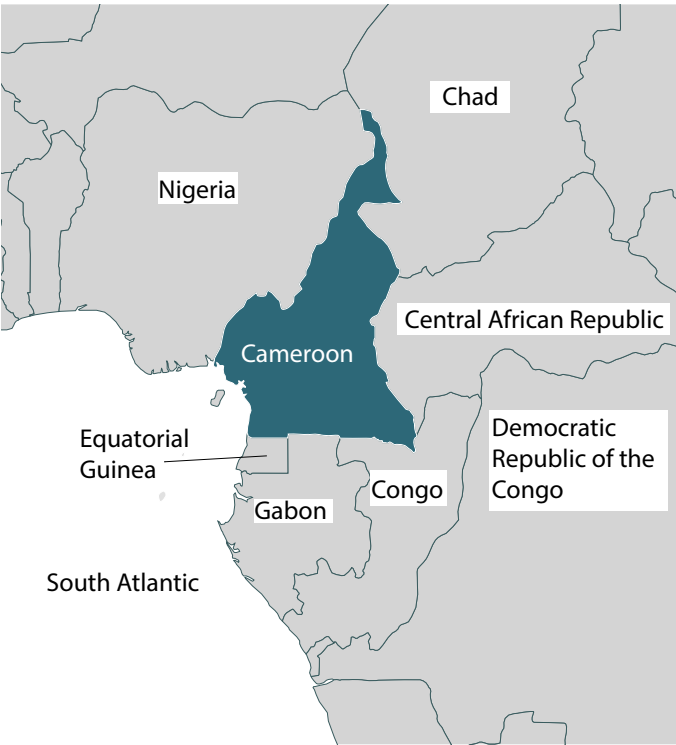 Chad
Nigeria
Central African Republic
Cameroon
Equatorial
Guinea
Democratic
Republic of the
Congo
Congo
Gabon
South Atlantic